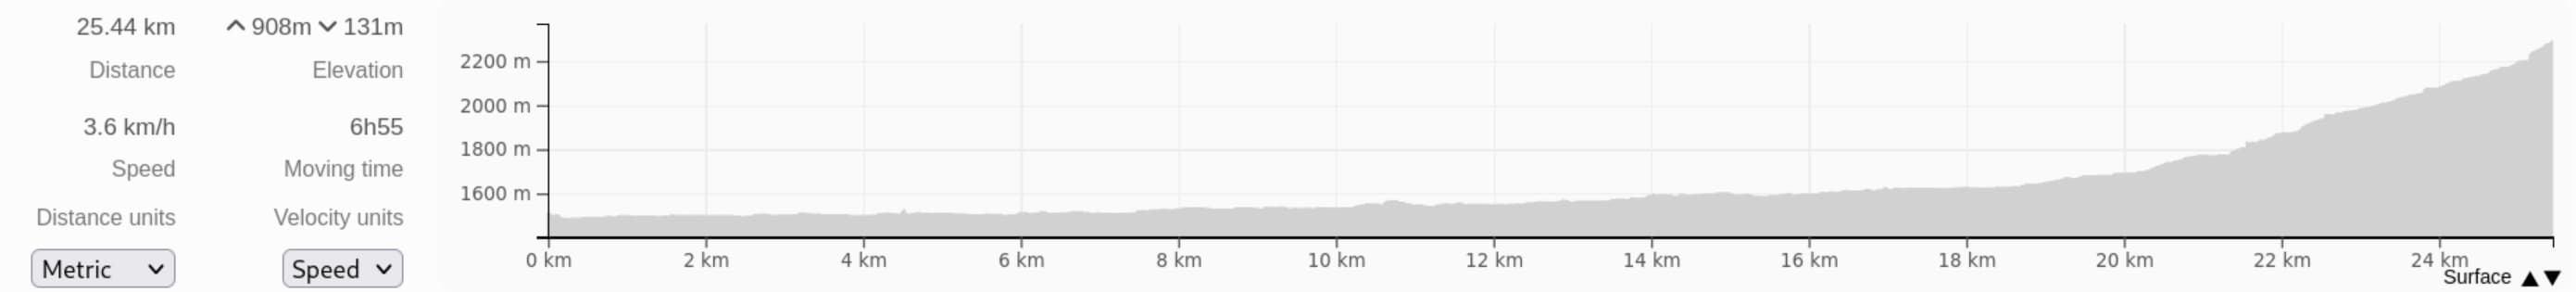 25.44 km
908m 131m
Distance
Elevation
3.6 km/h
6h55
Speed
Moving time
Distance units
Velocity units
Metric
Speed
2200 m
2000 m
1800 m
1600 m
0 km 2 km 4 km 6 km 8 km 10 km 12 km 14 km 16 km 18 km 20 km 22 km 24 km
Surface ▲▼